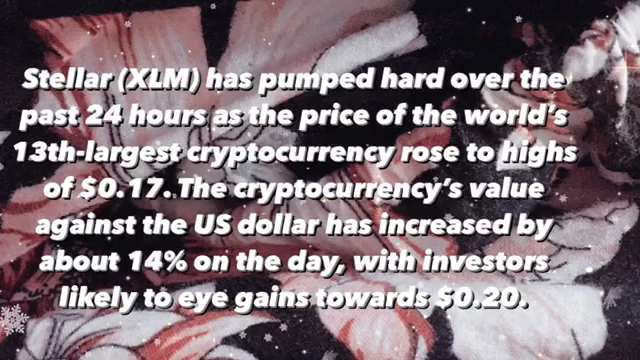 Stellar (XLM) has pumped hard over the
past 24 hours as the price of the world's
13th-largest cryptocurrency rose to highs
of $0.17. The cryptocurrency's value
against the US dollar has increased by
about 14% on the day, with investors
likely to eye gains towards $0.20.